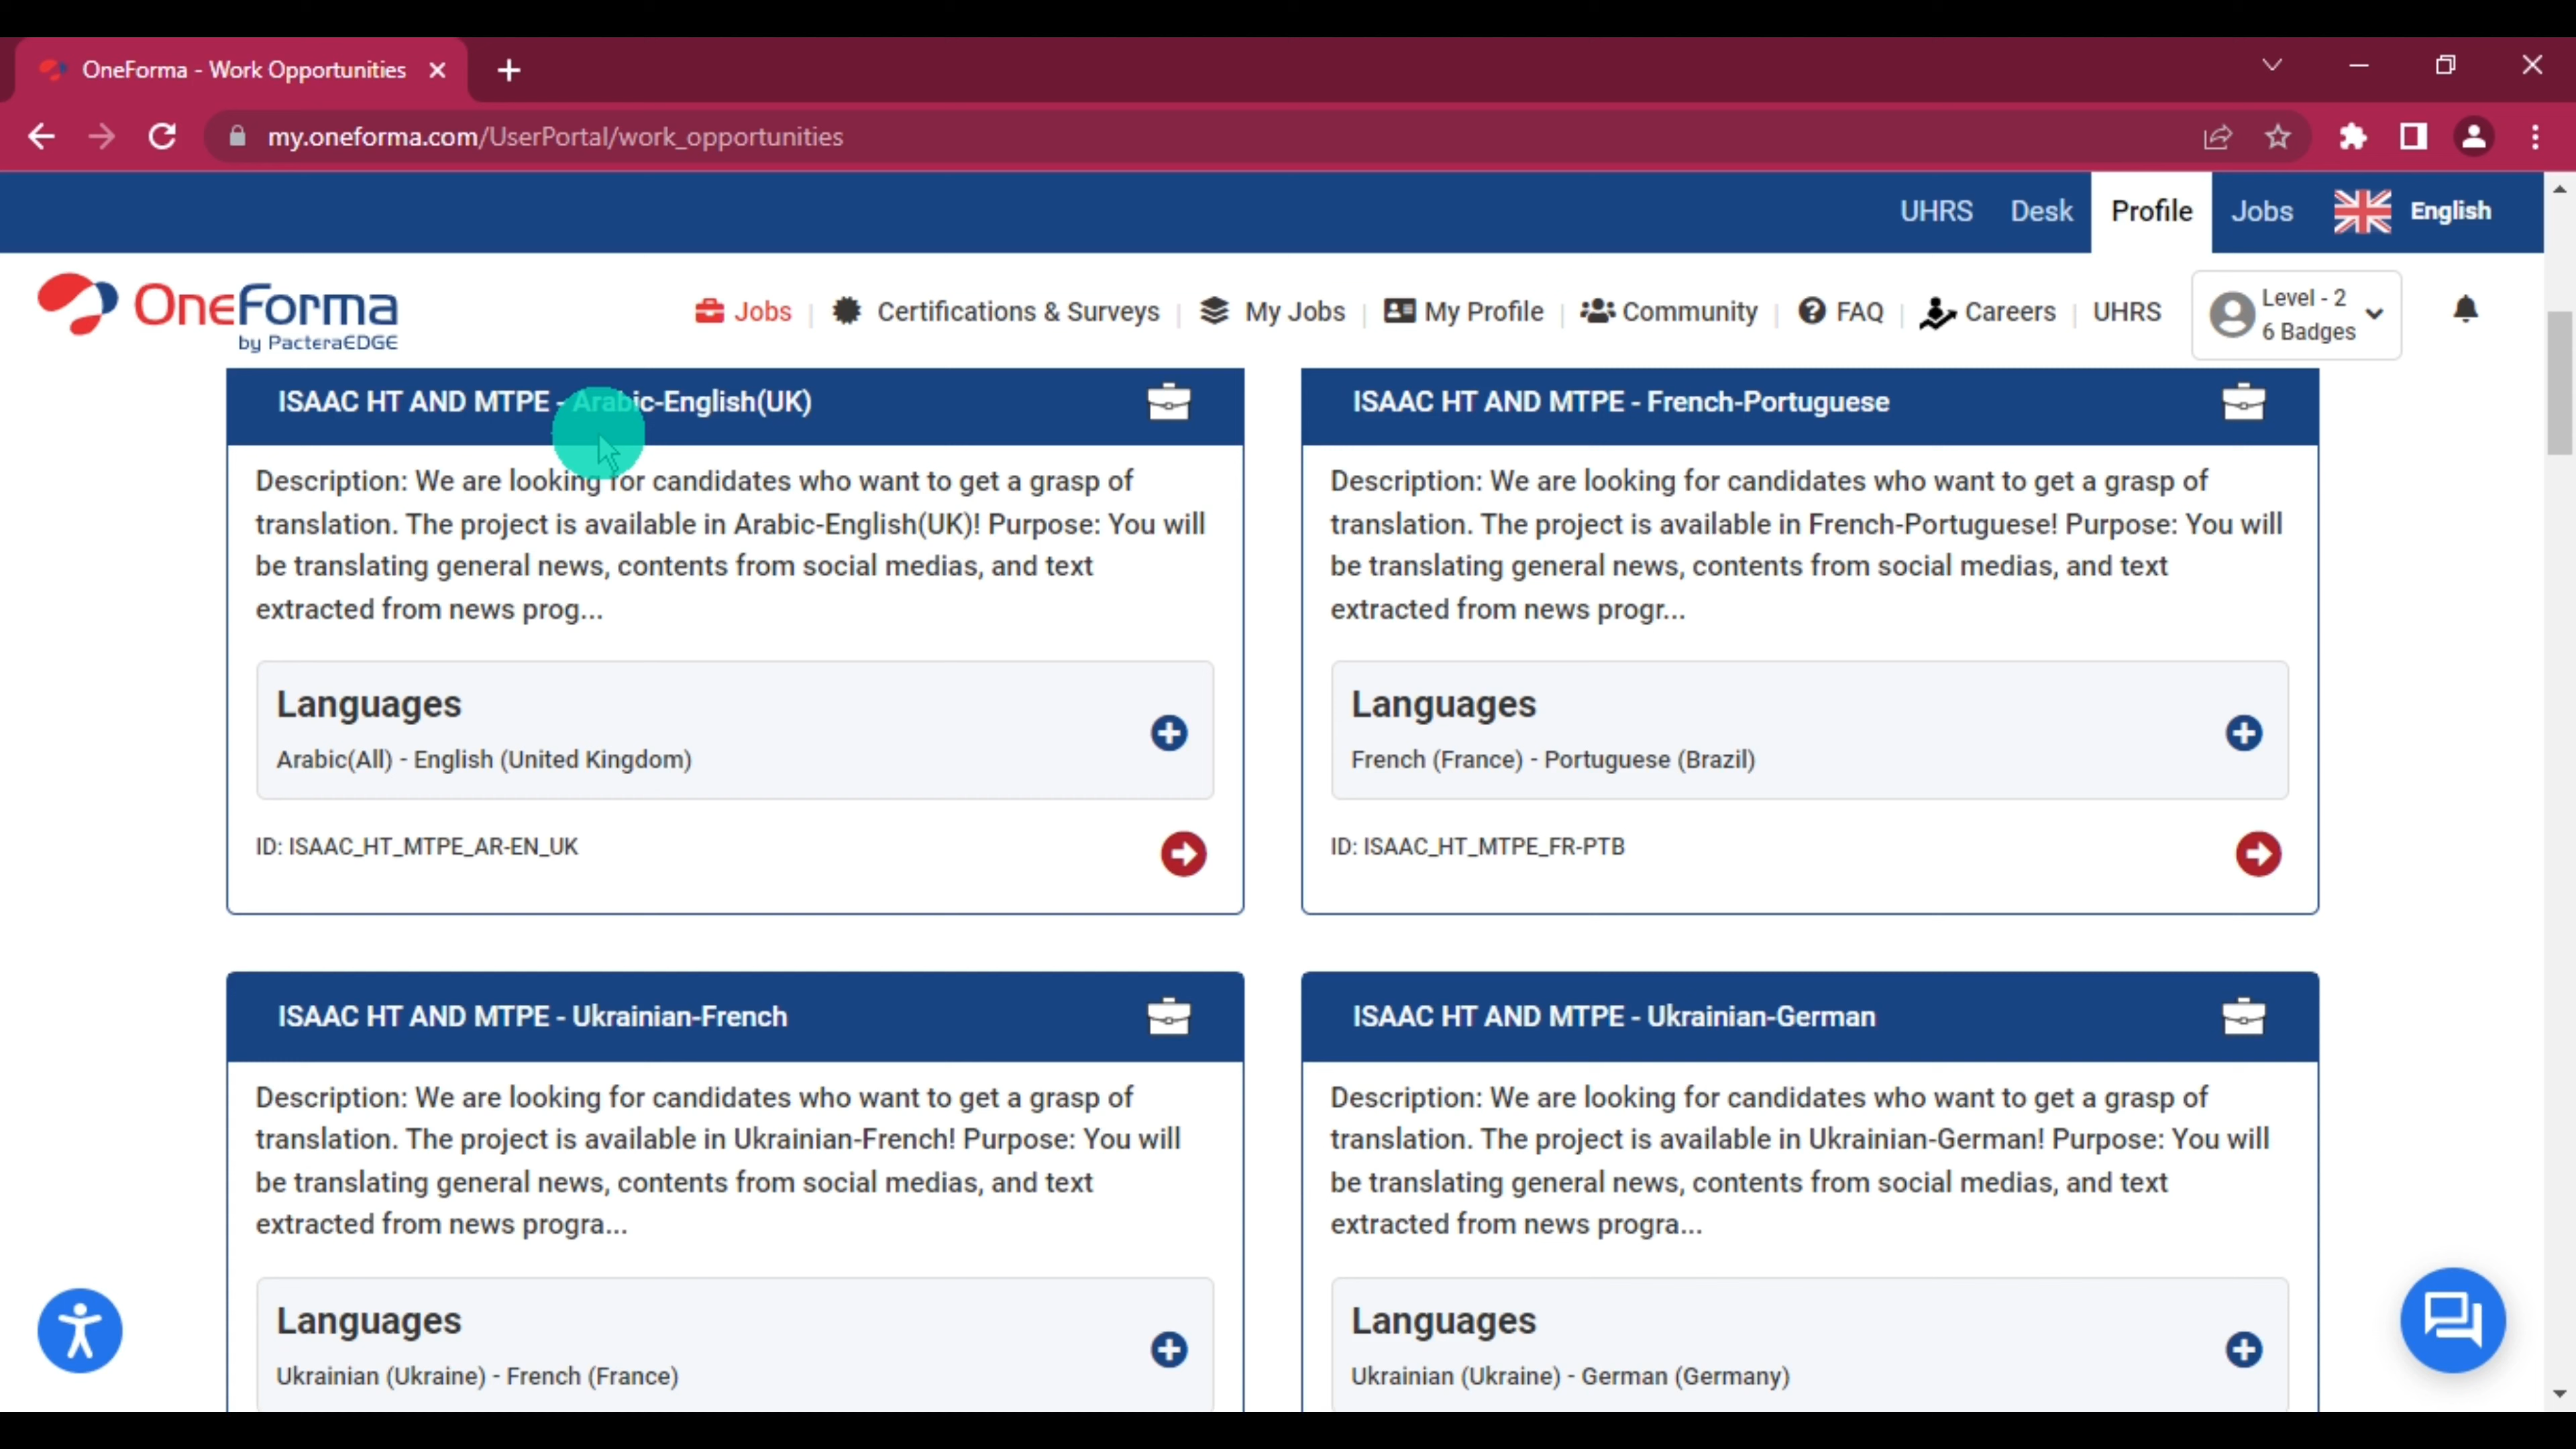 OneForma - Work Opportunities
my.oneforma.com/UserPortal/work_opportunities
UHRS Desk Profile Jobs English
OneForma
by PacteraEDGE
Jobs Certifications & Surveys My Jobs My Profile Community FAQ Careers UHRS
Level - 2
6 Badges
ISAAC HT AND MTPE - Arabic-English(UK)
Description: We are looking for candidates who want to get a grasp of
translation. The project is available in Arabic-English(UK)! Purpose: You will
be translating general news, contents from social medias, and text
extracted from news prog...
Languages
Arabic(All) - English (United Kingdom)
ID: ISAAC_HT_MTPE_AR-EN_UK
ISAAC HT AND MTPE - French-Portuguese
Description: We are looking for candidates who want to get a grasp of
translation. The project is available in French-Portuguese! Purpose: You will
be translating general news, contents from social medias, and text
extracted from news progr...
Languages
French (France) - Portuguese (Brazil)
ID: ISAAC_HT_MTPE_FR-PTB
ISAAC HT AND MTPE - Ukrainian-French
Description: We are looking for candidates who want to get a grasp of
translation. The project is available in Ukrainian-French! Purpose: You will
be translating general news, contents from social medias, and text
extracted from news progra...
Languages
Ukrainian (Ukraine) - French (France)
ISAAC HT AND MTPE - Ukrainian-German
Description: We are looking for candidates who want to get a grasp of
translation. The project is available in Ukrainian-German! Purpose: You will
be translating general news, contents from social medias, and text
extracted from news progra...
Languages
Ukrainian (Ukraine) - German (Germany)